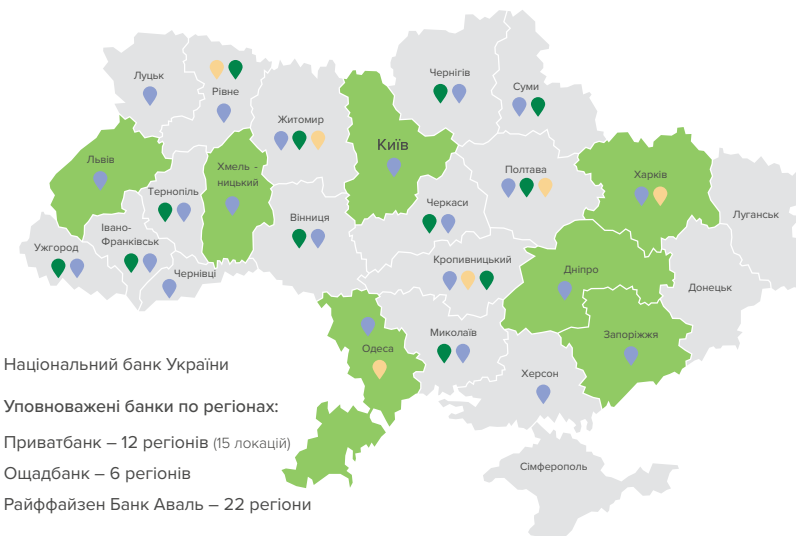 Луцьк
Рівне
Житомир
Київ
Чернігів
Суми
Львів
Хмель -
ницький
Тернопіль
Вінниця
Черкаси
Полтава
Харків
Луганськ
Ужгород
Івано-
Франківськ
Чернівці
Кропивницький
Дніпро
Донецьк
Одеса
Миколаїв
Запоріжжя
Херсон
Сімферополь
Національний банк України
Уповноважені банки по регіонах:
Приватбанк – 12 регіонів (15 локацій)
Ощадбанк – 6 регіонів
Райффайзен Банк Аваль – 22 регіони